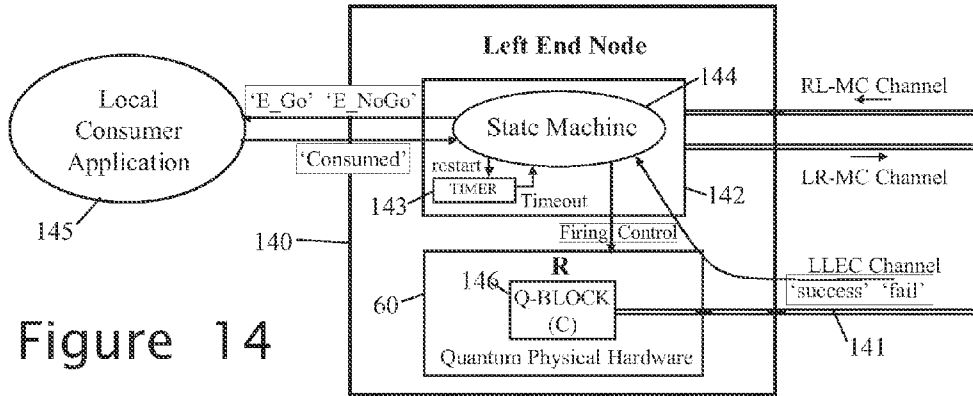 Left End Node
144
RL-MC Channel
'E_Go' 'E_NoGo'
Local
Consumer
Application
State Machine
'Consumed'
restart
TIMER
Timeout
143
142
LR-MC Channel
145
140
Firing Control
R
146
60
Q-BLOCK
(C)
LLEC Channel
'success' 'fail'
141
Quantum Physical Hardware
Figure 14